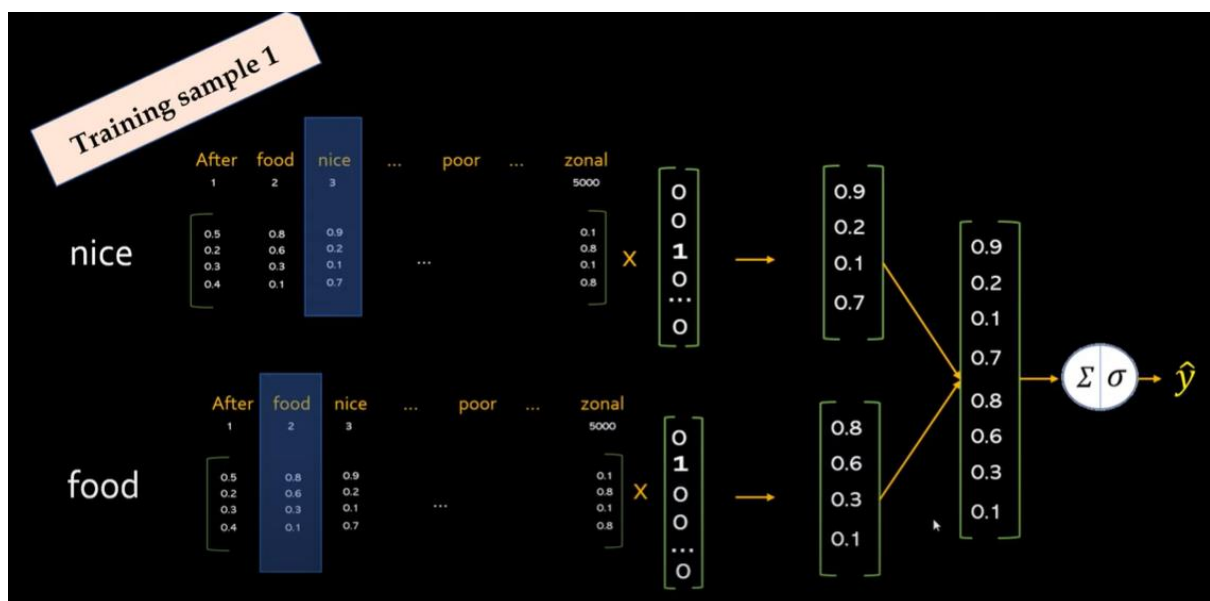 Training sample 1
After food nice ... poor ... zonal
1 2 3 5000
nice
0.5 0.8 0.9 0.1
0.2 0.6 0.2 0.8
0.3 0.3 0.1 ... 0.1
0.4 0.1 0.7 0.8
X
0
0
1
0
...
0
0.9
0.2
0.1
0.7
After food nice ... poor ... zonal
1 2 3 5000
food
0.5 0.8 0.9 0.1
0.2 0.6 0.2 0.8
0.3 0.3 0.1 ... 0.1
0.4 0.1 0.7 0.8
X
0
1
0
0
...
0
0.8
0.6
0.3
0.1
0.9
0.2
0.1
0.7
0.8
0.6
0.3
0.1
Σ σ
ŷ